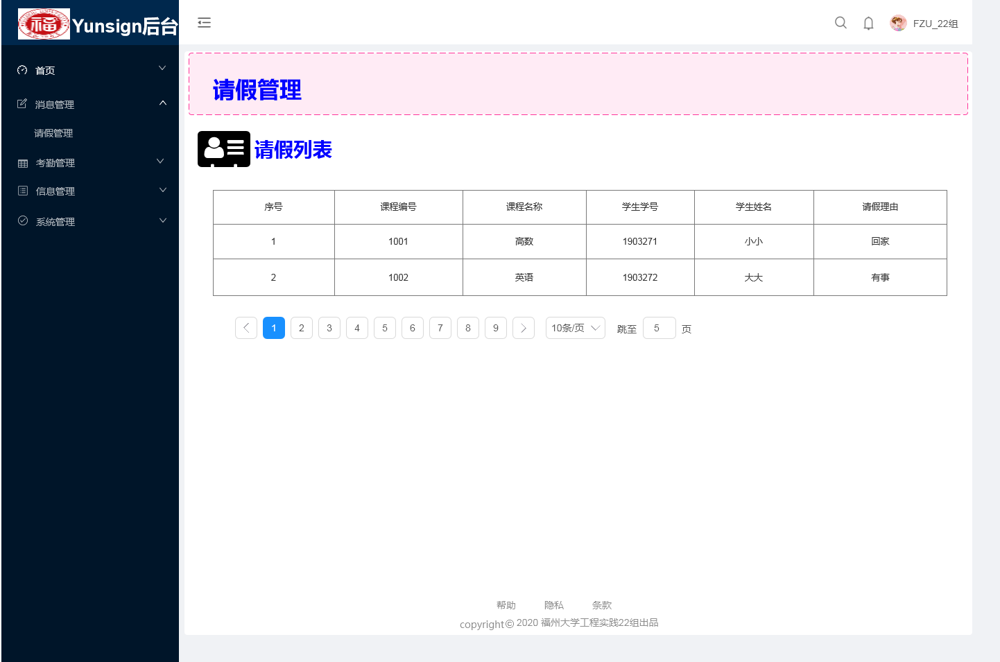 福 Yunsign后台
FZU_22组
首页
消息管理
请假管理
考勤管理
信息管理
系统管理
请假管理
请假列表
序号 课程编号 课程名称 学生学号 学生姓名 请假理由
1 1001 高数 1903271 小小 回家
2 1002 英语 1903272 大大 有事
1 2 3 4 5 6 7 8 9 10条/页 跳至 5 页
帮助 隐私 条款
copyright© 2020 福州大学工程实践22组出品